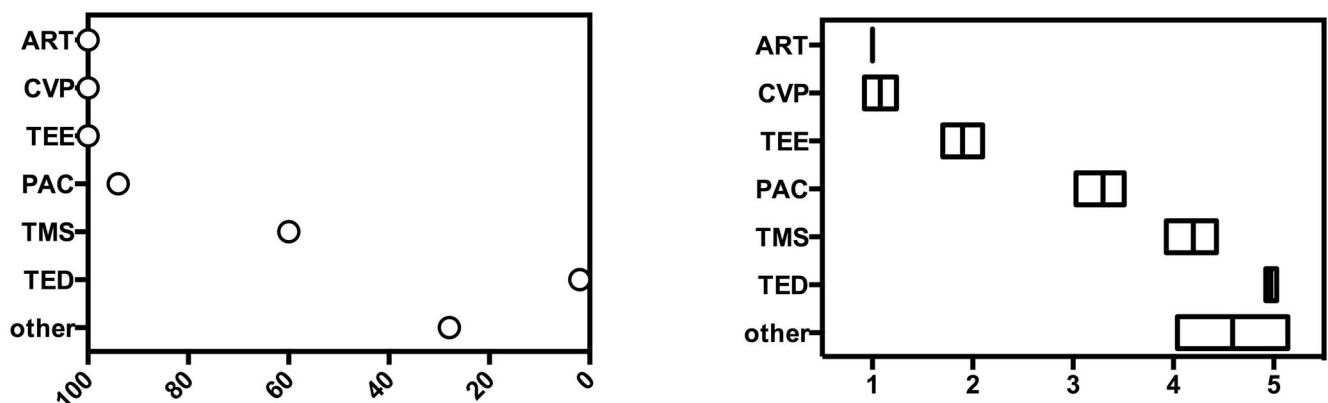 ART
CVP
TEE
PAC
TMS
TED
other
100 80 60 40 20 0
ART
CVP
TEE
PAC
TMS
TED
other
1 2 3 4 5